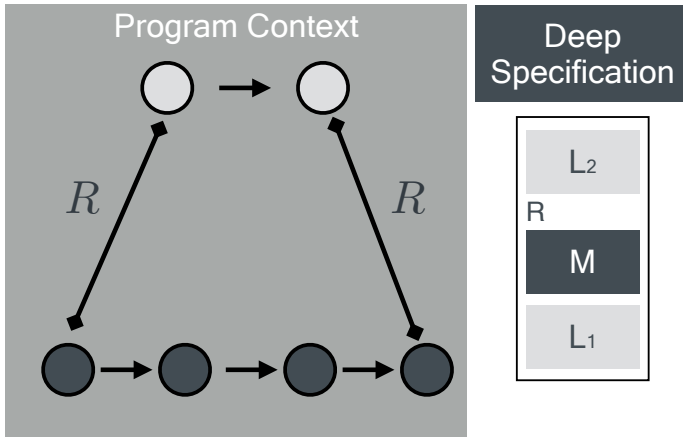 Program Context
R
R
Deep
Specification
L2
R
M
L1